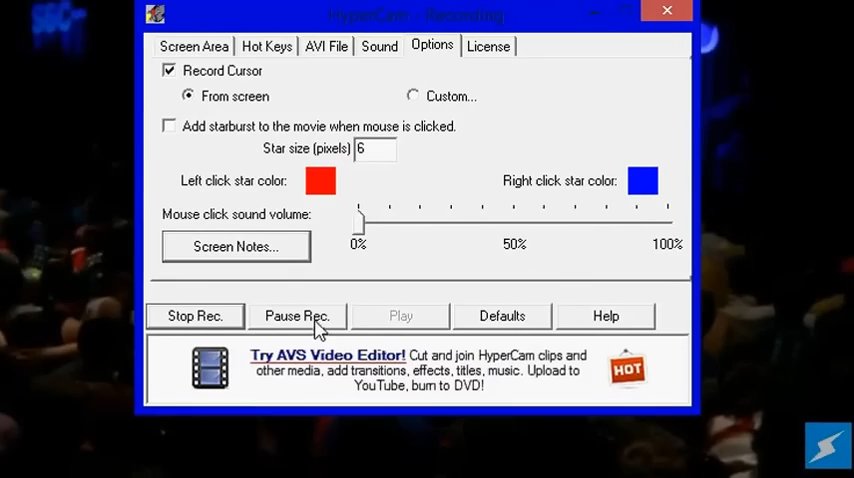 HyperCam - Recording
Screen Area Hot Keys AVI File Sound Options License
Record Cursor
From screen Custom...
Add starburst to the movie when mouse is clicked.
Star size (pixels) 6
Left click star color: Right click star color:
Mouse click sound volume:
Screen Notes... 0% 50% 100%
Stop Rec. Pause Rec. Play Defaults Help
Try AVS Video Editor! Cut and join HyperCam clips and
other media, add transitions, effects, titles, music. Upload to
YouTube, burn to DVD!
HOT